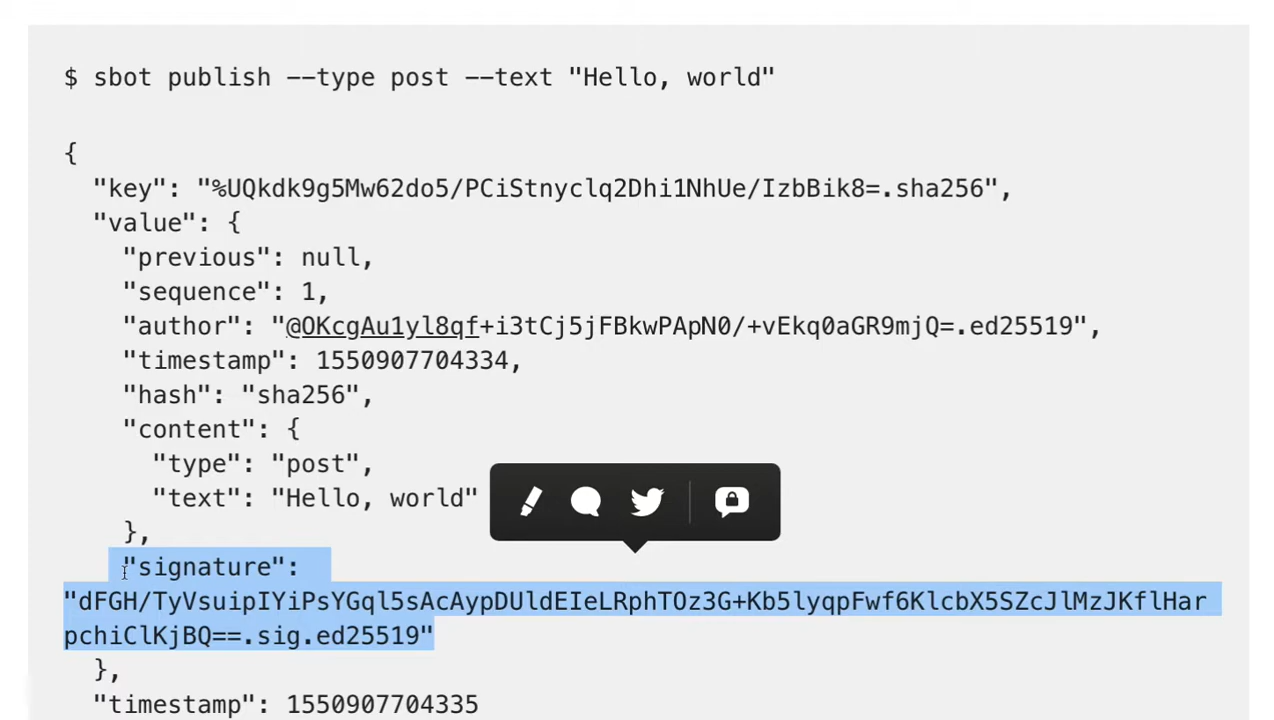 $ sbot publish --type post --text "Hello, world"
{
"key": "%UQkdk9g5Mw62do5/PCiStnyclq2Dhi1NhUe/IzbBik8=.sha256",
"value": {
"previous": null,
"sequence": 1,
"author": "@OKcgAu1yl8qf+i3tCj5jFBkwPApN0/+vEkq0aGR9mjQ=.ed25519",
"timestamp": 1550907704334,
"hash": "sha256",
"content": {
"type": "post",
"text": "Hello, world"
},
"signature":
"dFGH/TyVsuipIYiPsYGql5sAcAypDUldEIeLRphTOz3G+Kb5lyqpFwf6KlcbX5SZcJlMzJKflHar
pchiClKjBQ==.sig.ed25519"
},
"timestamp": 1550907704335